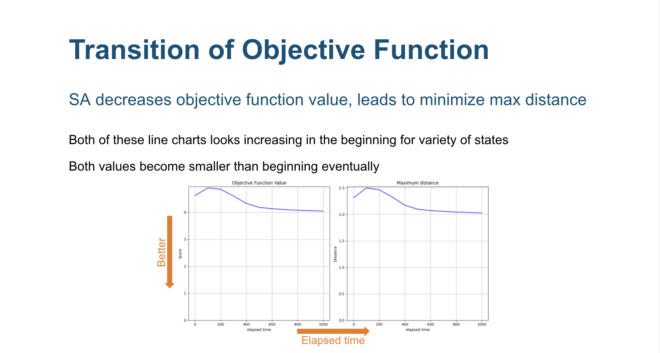 Transition of Objective Function
SA decreases objective function value, leads to minimize max distance
Both of these line charts looks increasing in the beginning for variety of states
Both values become smaller than beginning eventually
Objective Function Value
4
3
2
1
0
Score
0 200 400 600 800 1000
elapsed time
Maximum distance
2.5
2.0
1.5
1.0
0.5
0.0
Distance
0 200 400 600 800 1000
elapsed time
Better
Elapsed time